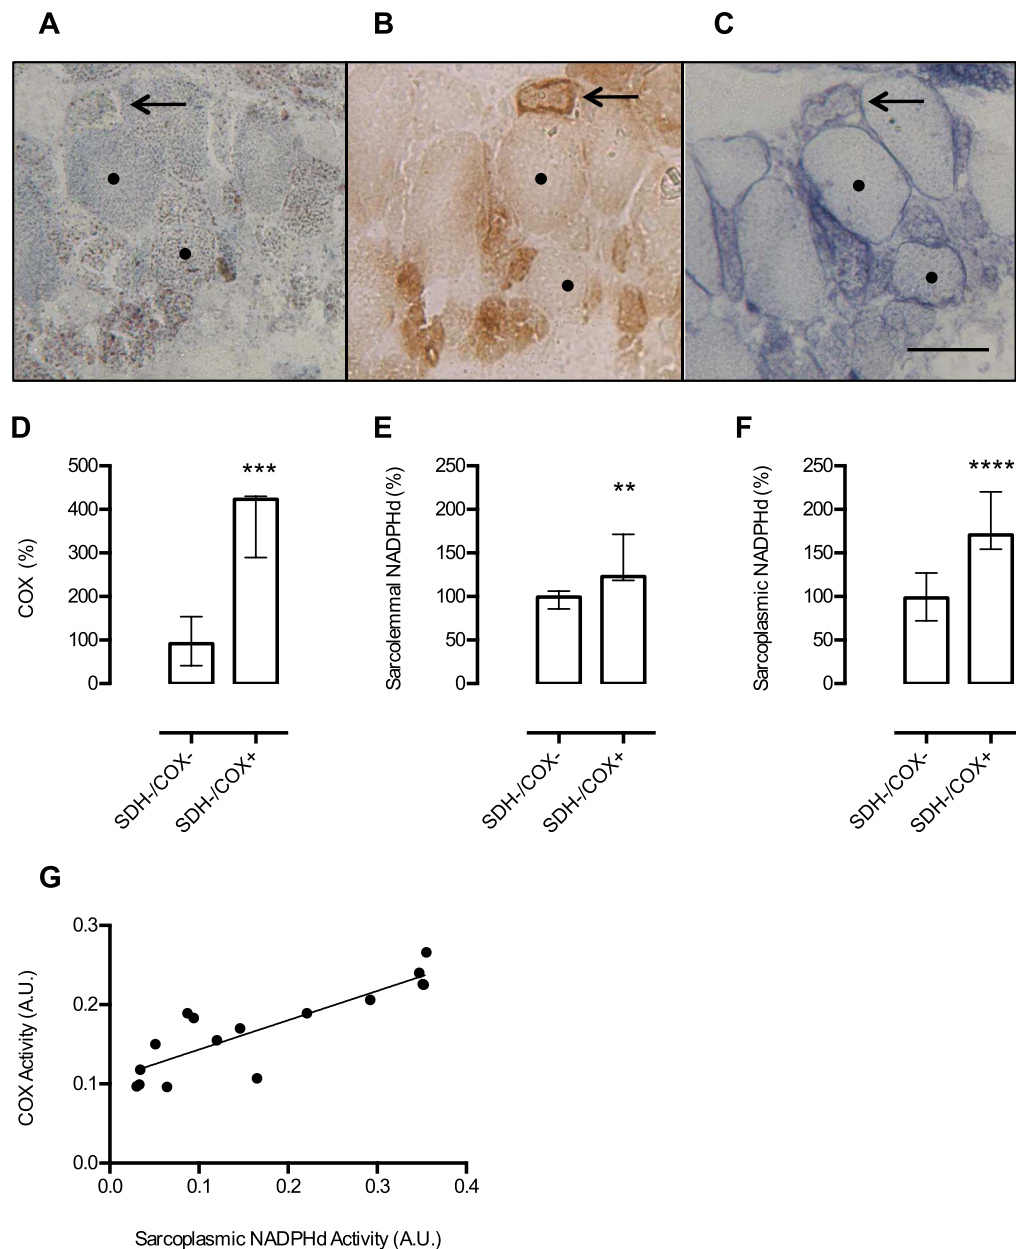 A
B
C
D
E
F
500
400
300
200
100
0
COX (%)
***
SDH-/COX-
SDH-/COX+
250
200
150
100
50
0
Sarcolemmal NADPHd (%)
**
SDH-/COX-
SDH-/COX+
250
200
150
100
50
0
Sarcoplasmic NADPHd (%)
****
SDH-/COX-
SDH-/COX+
G
0.3
0.2
0.1
0.0
COX Activity (A.U.)
0.0 0.1 0.2 0.3 0.4
Sarcoplasmic NADPHd Activity (A.U.)